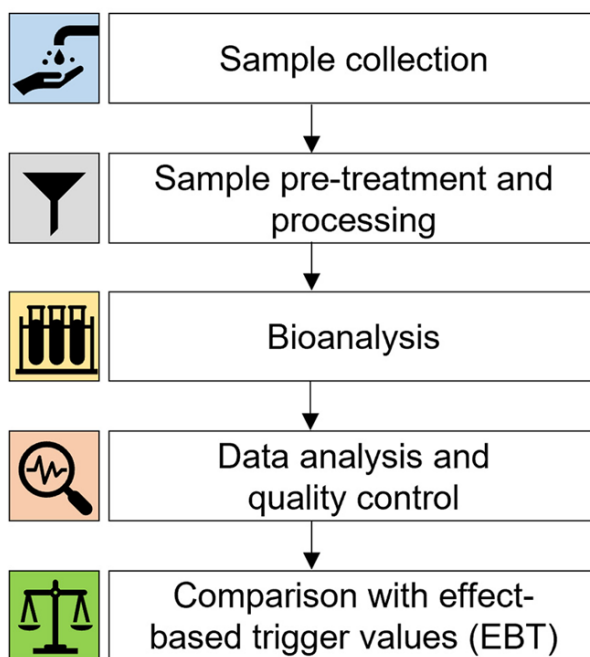 Sample collection
Sample pre-treatment and
processing
Bioanalysis
Data analysis and
quality control
Comparison with effect-
based trigger values (EBT)